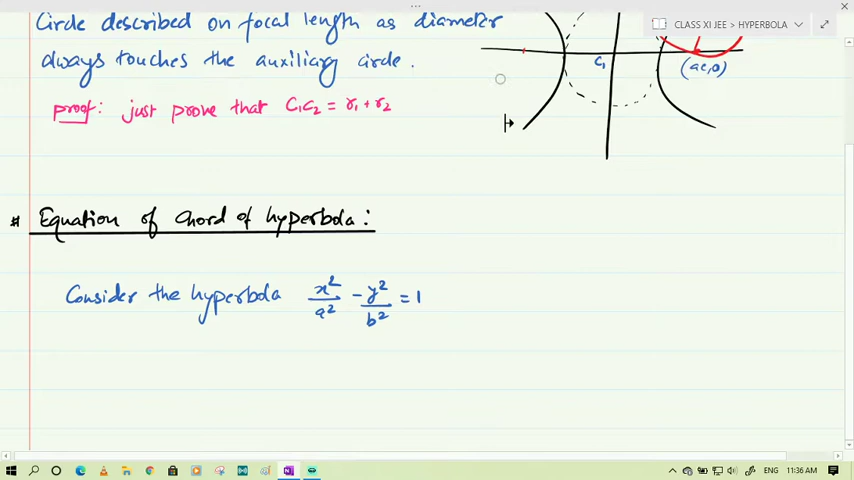 Circle described on focal length as diameter
always touches the auxiliary circle.
proof: just prove that C₁C₂ = r₁ + r₂
CLASS XI JEE > HYPERBOLA
C₁
(ae, 0)
# Equation of Chord of hyperbola:
Consider the hyperbola x²/a² - y²/b² = 1
ENG 11:36 AM